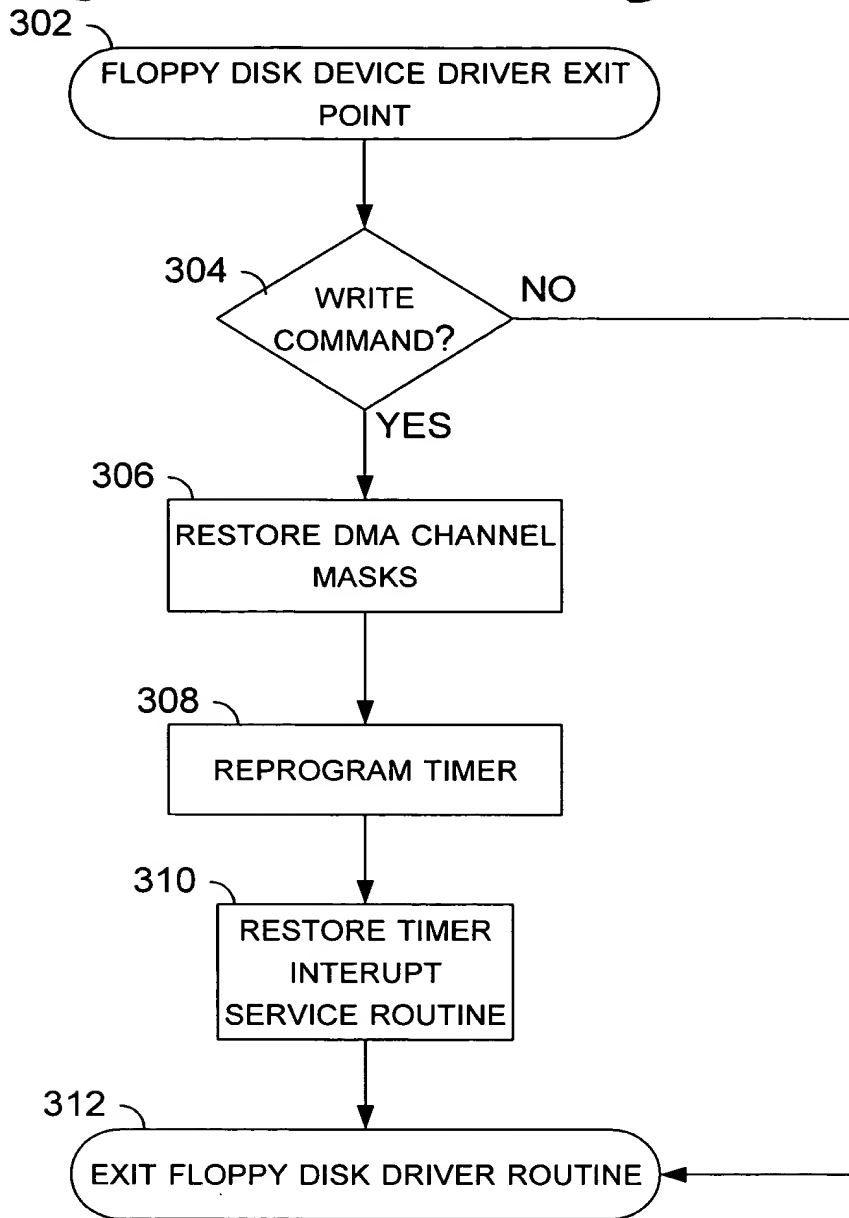 302
FLOPPY DISK DEVICE DRIVER EXIT
POINT
304
WRITE
COMMAND?
NO
YES
306
RESTORE DMA CHANNEL
MASKS
308
REPROGRAM TIMER
310
RESTORE TIMER
INTERUPT
SERVICE ROUTINE
312
EXIT FLOPPY DISK DRIVER ROUTINE